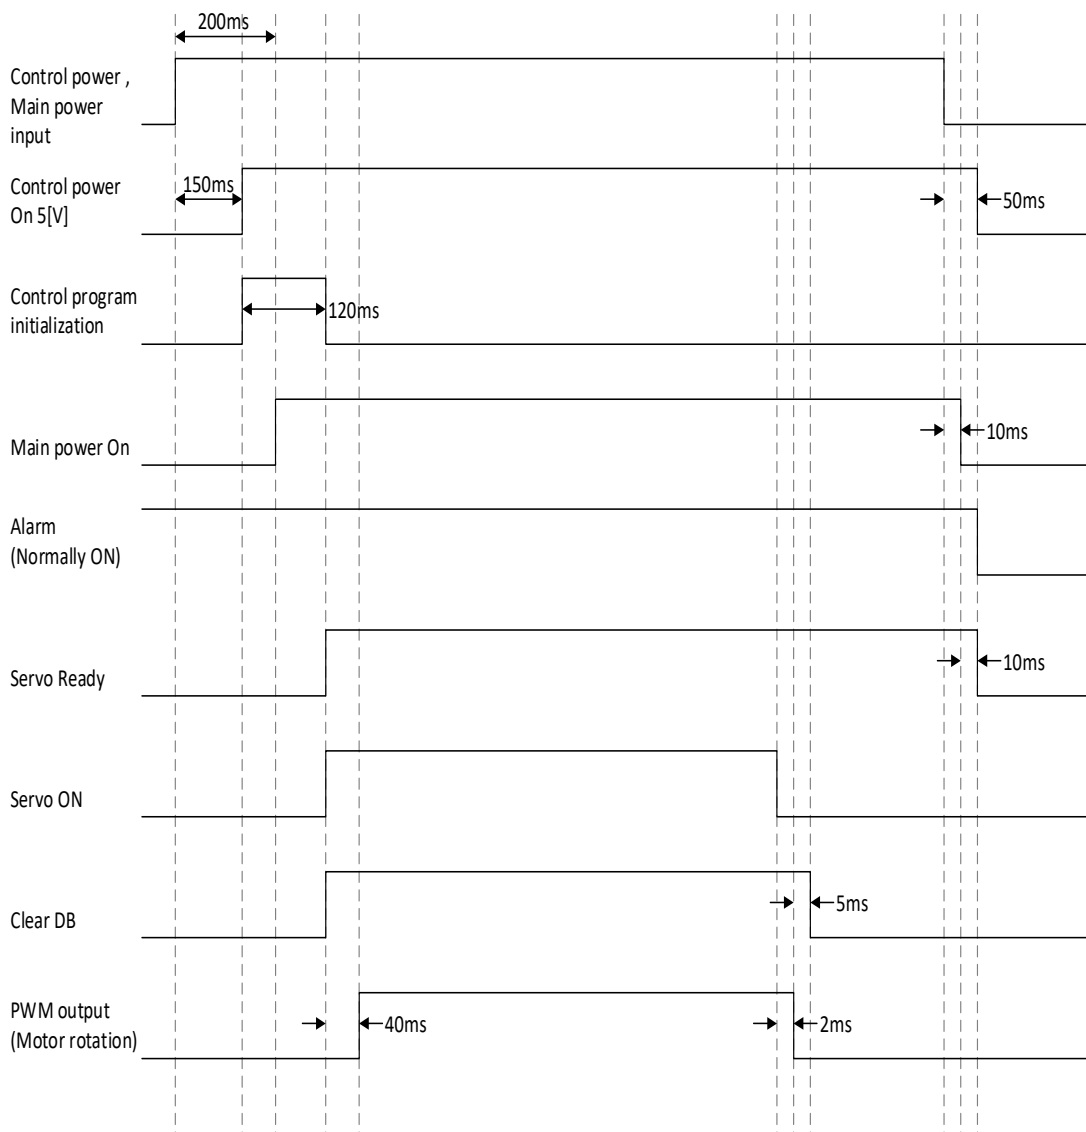 200ms
Control power ,
Main power
input
Control power
On 5[V]
150ms
50ms
Control program
initialization
120ms
Main power On
10ms
Alarm
(Normally ON)
Servo Ready
10ms
Servo ON
Clear DB
5ms
PWM output
(Motor rotation)
40ms
2ms